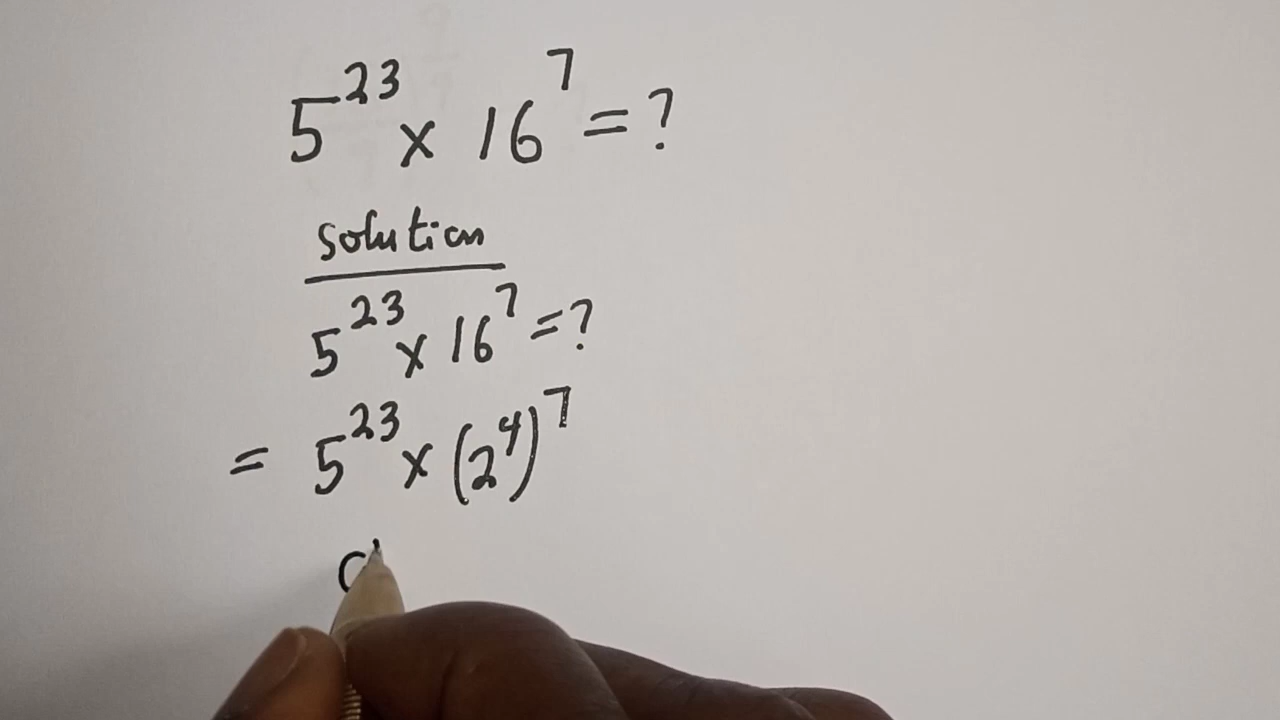 5^23 x 16^7 = ?
Solution
5^23 x 16^7 = ?
= 5^23 x (2^4)^7